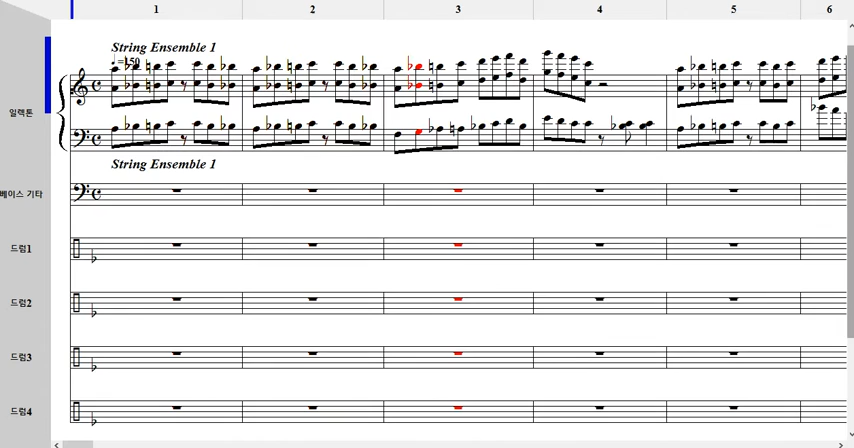 1 2 3 4 5 6
String Ensemble 1
♩=150
일렉톤
String Ensemble 1
베이스 기타
드럼1
드럼2
드럼3
드럼4